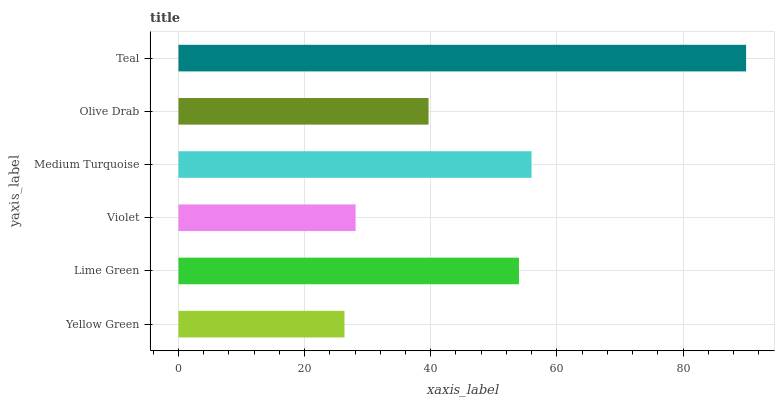 title
Teal
Olive Drab
Medium Turquoise
Violet
Lime Green
Yellow Green
yaxis_label
0 20 40 60 80
xaxis_label